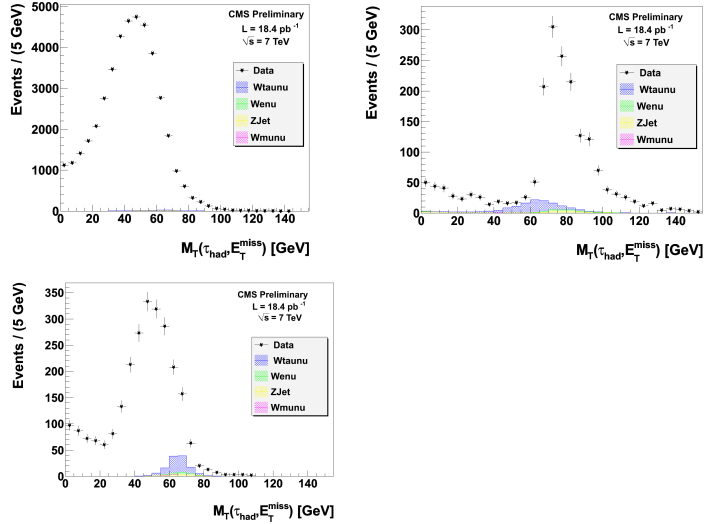 Events / (5 GeV)
5000
4000
3000
2000
1000
0
CMS Preliminary
L = 18.4 pb⁻¹
√s = 7 TeV
Data
Wtaunu
Wenu
ZJet
Wmunu
0 20 40 60 80 100 120 140
M_T(τ_had,E_T^miss) [GeV]
Events / (5 GeV)
300
250
200
150
100
50
0
CMS Preliminary
L = 18.4 pb⁻¹
√s = 7 TeV
Data
Wtaunu
Wenu
ZJet
Wmunu
0 20 40 60 80 100 120 140
M_T(τ_had,E_T^miss) [GeV]
Events / (5 GeV)
350
300
250
200
150
100
50
0
CMS Preliminary
L = 18.4 pb⁻¹
√s = 7 TeV
Data
Wtaunu
Wenu
ZJet
Wmunu
0 20 40 60 80 100 120 140
M_T(τ_had,E_T^miss) [GeV]